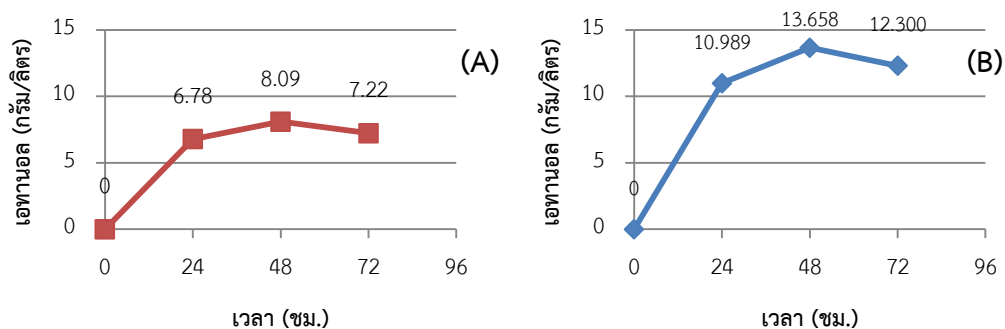 15
10
5
0
เอทานอล (กรัม/ลิตร)
0
6.78
8.09
7.22
(A)
0 24 48 72 96
เวลา (ชม.)
15
10
5
0
เอทานอล (กรัม/ลิตร)
0
10.989
13.658
12.300
(B)
0 24 48 72 96
เวลา (ชม.)